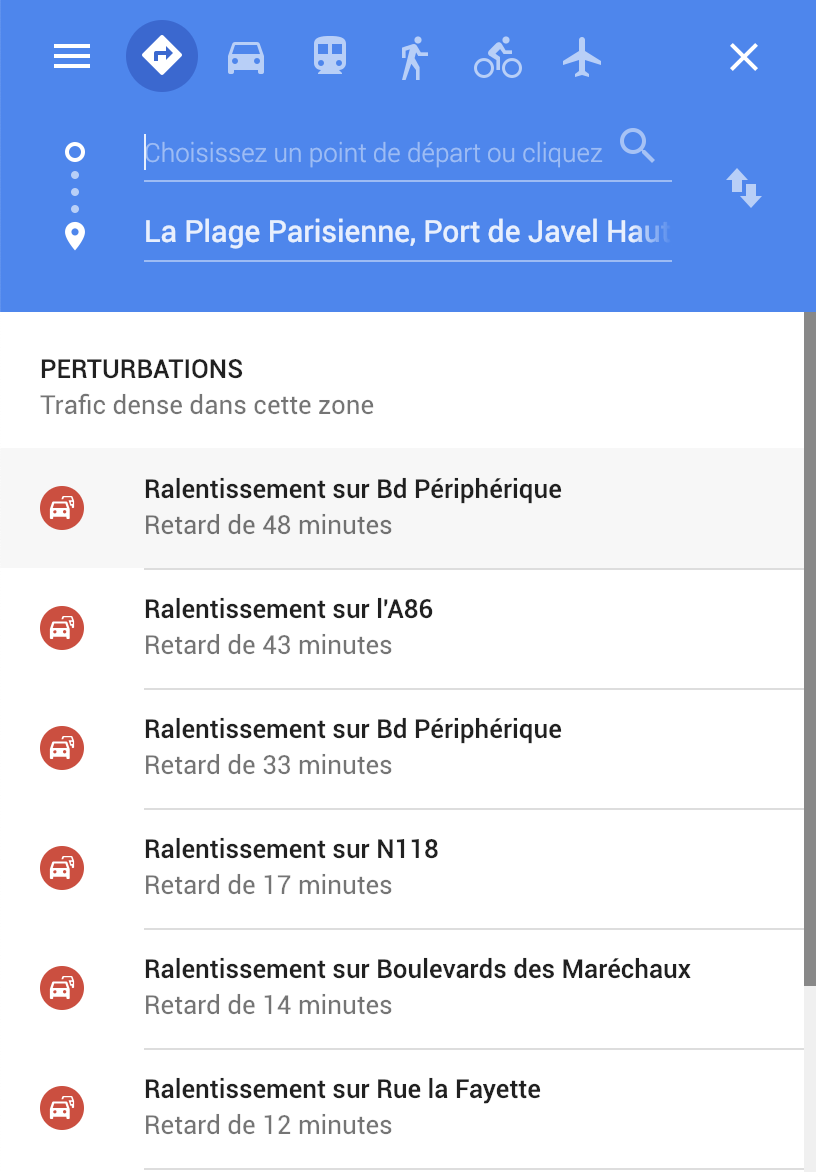 Choisissez un point de départ ou cliquez
La Plage Parisienne, Port de Javel Haut
PERTURBATIONS
Trafic dense dans cette zone
Ralentissement sur Bd Périphérique
Retard de 48 minutes
Ralentissement sur l'A86
Retard de 43 minutes
Ralentissement sur Bd Périphérique
Retard de 33 minutes
Ralentissement sur N118
Retard de 17 minutes
Ralentissement sur Boulevards des Maréchaux
Retard de 14 minutes
Ralentissement sur Rue la Fayette
Retard de 12 minutes